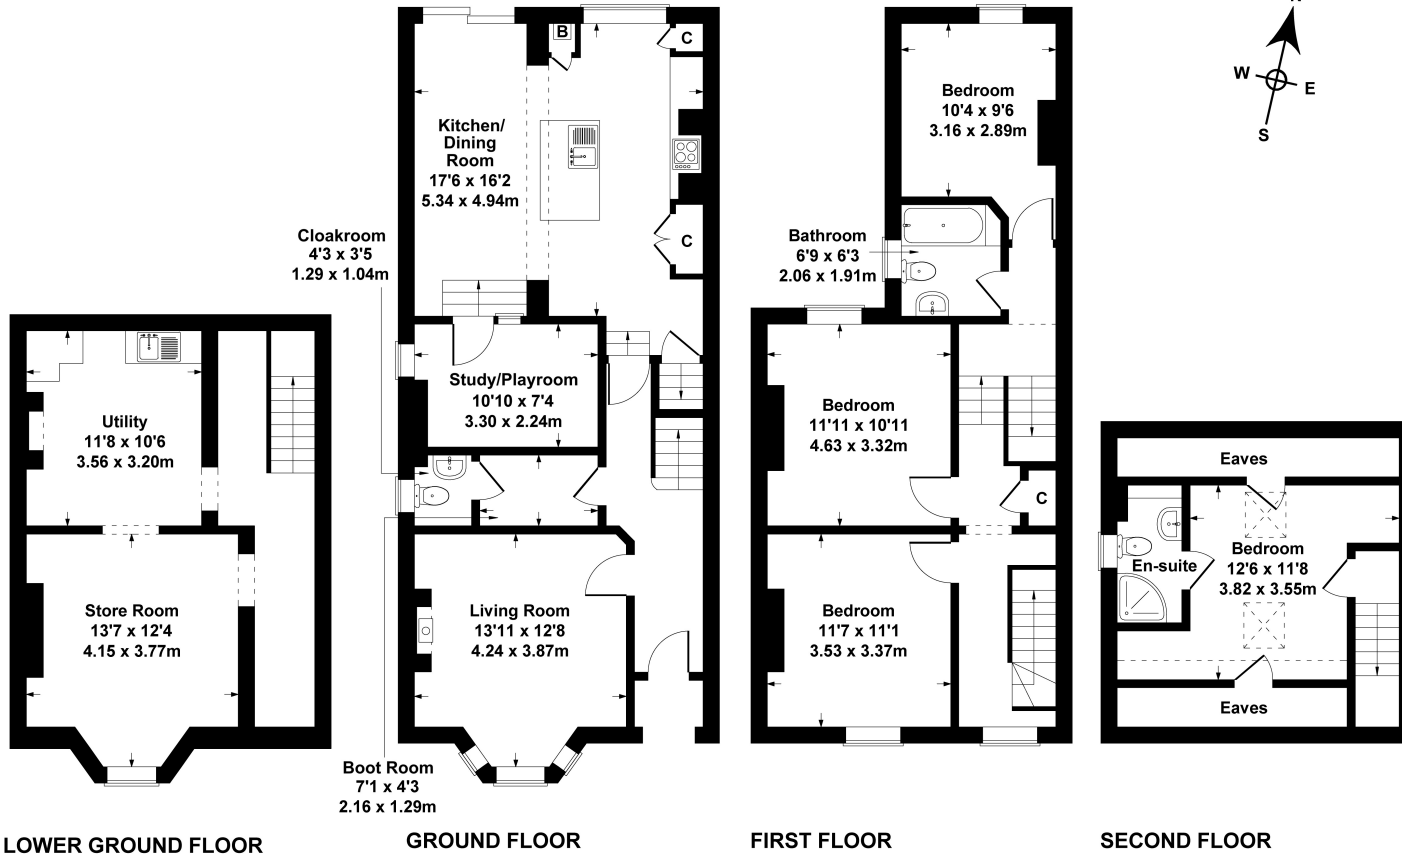 Utility
11'8 x 10'6
3.56 x 3.20m
Store Room
13'7 x 12'4
4.15 x 3.77m
LOWER GROUND FLOOR
B
C
Kitchen/
Dining
Room
17'6 x 16'2
5.34 x 4.94m
C
Cloakroom
4'3 x 3'5
1.29 x 1.04m
Study/Playroom
10'10 x 7'4
3.30 x 2.24m
Living Room
13'11 x 12'8
4.24 x 3.87m
Boot Room
7'1 x 4'3
2.16 x 1.29m
GROUND FLOOR
Bedroom
10'4 x 9'6
3.16 x 2.89m
Bathroom
6'9 x 6'3
2.06 x 1.91m
Bedroom
11'11 x 10'11
4.63 x 3.32m
C
Bedroom
11'7 x 11'1
3.53 x 3.37m
FIRST FLOOR
W
E
S
Eaves
Bedroom
12'6 x 11'8
3.82 x 3.55m
En-suite
Eaves
SECOND FLOOR